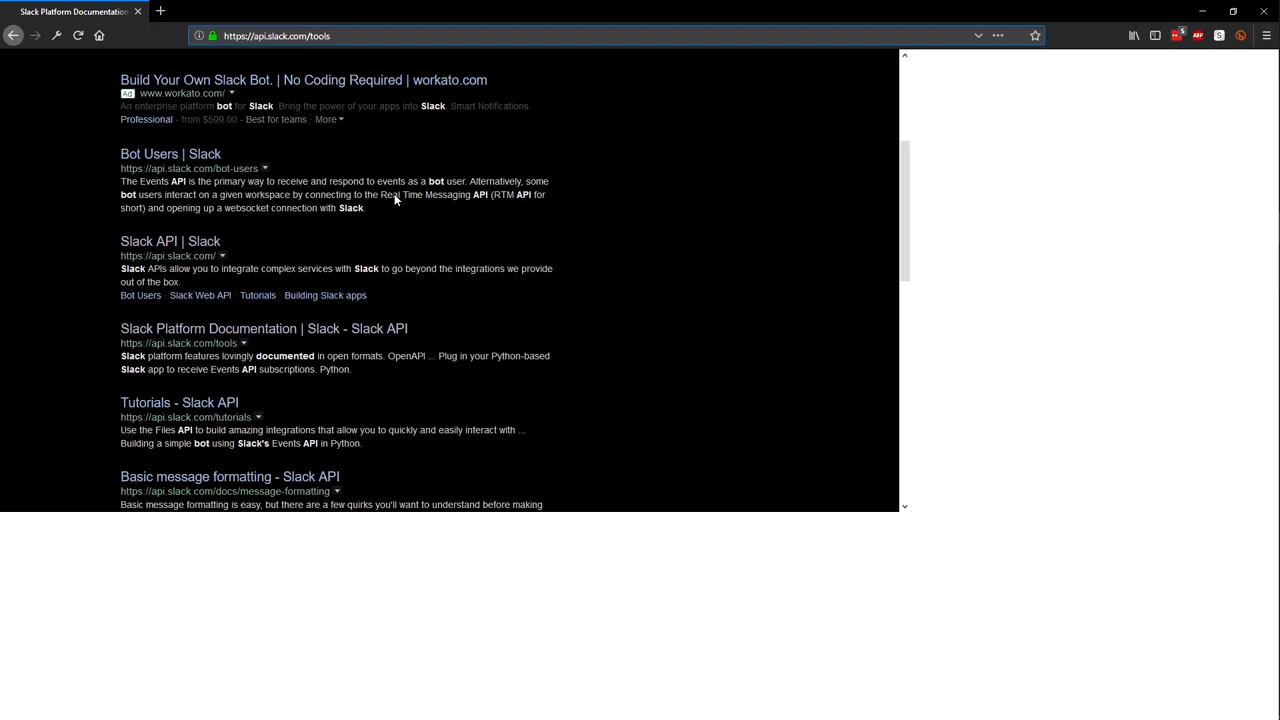 Slack Platform Documentation
https://api.slack.com/tools
5
ABP
S
Build Your Own Slack Bot. | No Coding Required | workato.com
Ad www.workato.com/
An enterprise platform bot for Slack. Bring the power of your apps into Slack. Smart Notifications.
Professional - from $599.00 - Best for teams · More
Bot Users | Slack
https://api.slack.com/bot-users
The Events API is the primary way to receive and respond to events as a bot user. Alternatively, some
bot users interact on a given workspace by connecting to the Real Time Messaging API (RTM API for
short) and opening up a websocket connection with Slack.
Slack API | Slack
https://api.slack.com/
Slack APIs allow you to integrate complex services with Slack to go beyond the integrations we provide
out of the box.
Bot Users · Slack Web API · Tutorials · Building Slack apps
Slack Platform Documentation | Slack - Slack API
https://api.slack.com/tools
Slack platform features lovingly documented in open formats. OpenAPI ... Plug in your Python-based
Slack app to receive Events API subscriptions. Python.
Tutorials - Slack API
https://api.slack.com/tutorials
Use the Files API to build amazing integrations that allow you to quickly and easily interact with ...
Building a simple bot using Slack's Events API in Python.
Basic message formatting - Slack API
https://api.slack.com/docs/message-formatting
Basic message formatting is easy, but there are a few quirks you'll want to understand before making